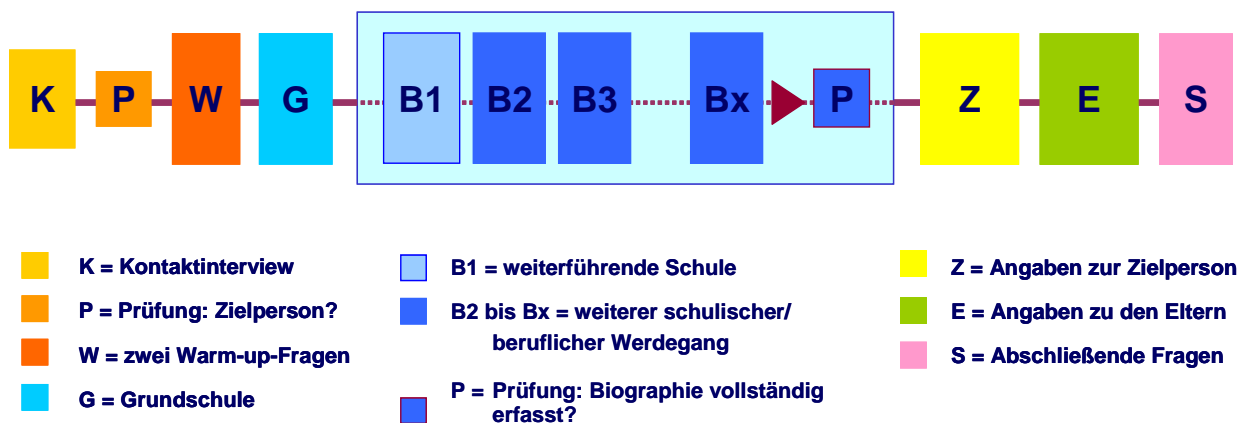 K P W G B1 B2 B3 Bx P Z E S
K = Kontaktinterview
P = Prüfung: Zielperson?
W = zwei Warm-up-Fragen
G = Grundschule
B1 = weiterführende Schule
B2 bis Bx = weiterer schulischer/
beruflicher Werdegang
P = Prüfung: Biographie vollständig
erfasst?
Z = Angaben zur Zielperson
E = Angaben zu den Eltern
S = Abschließende Fragen